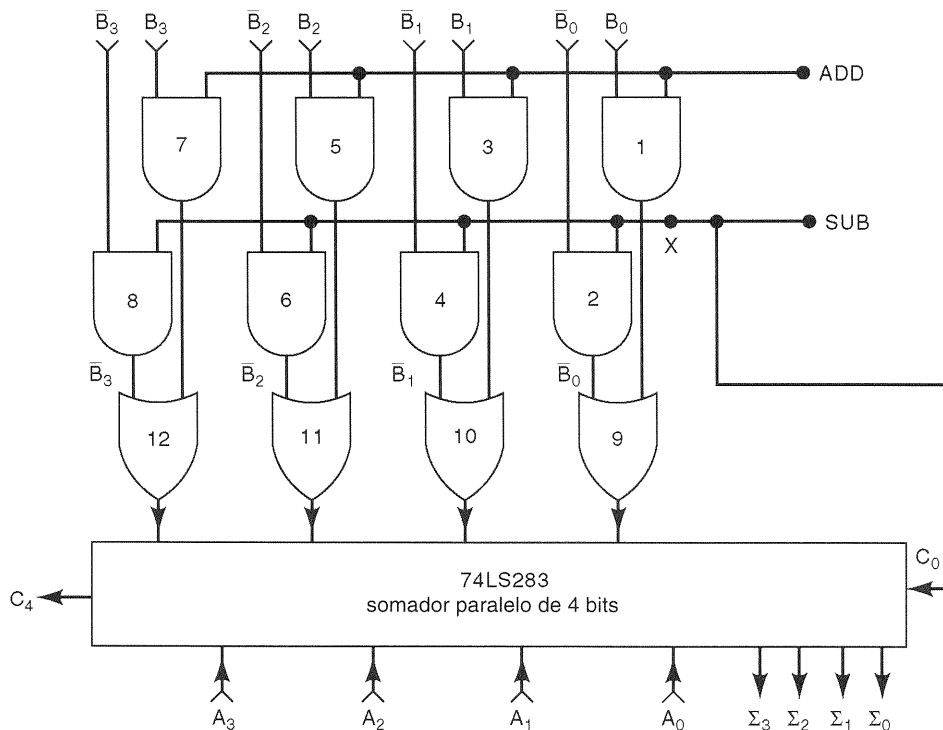 B̅₃ B₃ B̅₂ B₂ B̅₁ B₁ B̅₀ B₀
ADD
7 5 3 1
SUB
X
8 6 4 2
B̅₃ B̅₂ B̅₁ B̅₀
12 11 10 9
C₀
74LS283
C₄
somador paralelo de 4 bits
A₃ A₂ A₁ A₀ Σ₃ Σ₂ Σ₁ Σ₀